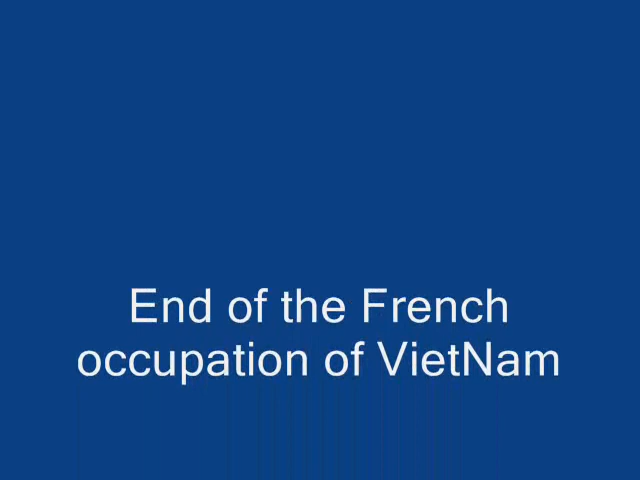 End of the French
occupation of VietNam